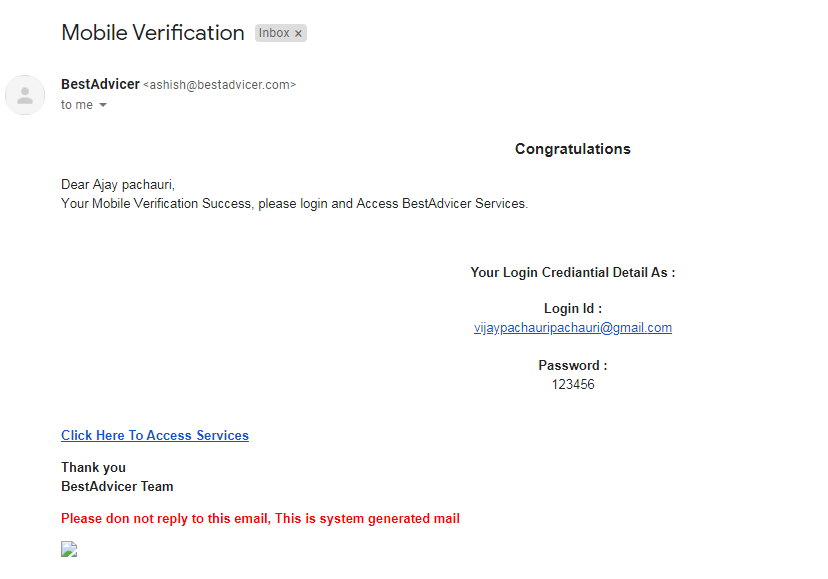 Mobile Verification Inbox x
BestAdvicer <ashish@bestadvicer.com>
to me
Congratulations
Dear Ajay pachauri,
Your Mobile Verification Success, please login and Access BestAdvicer Services.
Your Login Crediantial Detail As :
Login Id :
vijaypachauripachauri@gmail.com
Password :
123456
Click Here To Access Services
Thank you
BestAdvicer Team
Please don not reply to this email, This is system generated mail